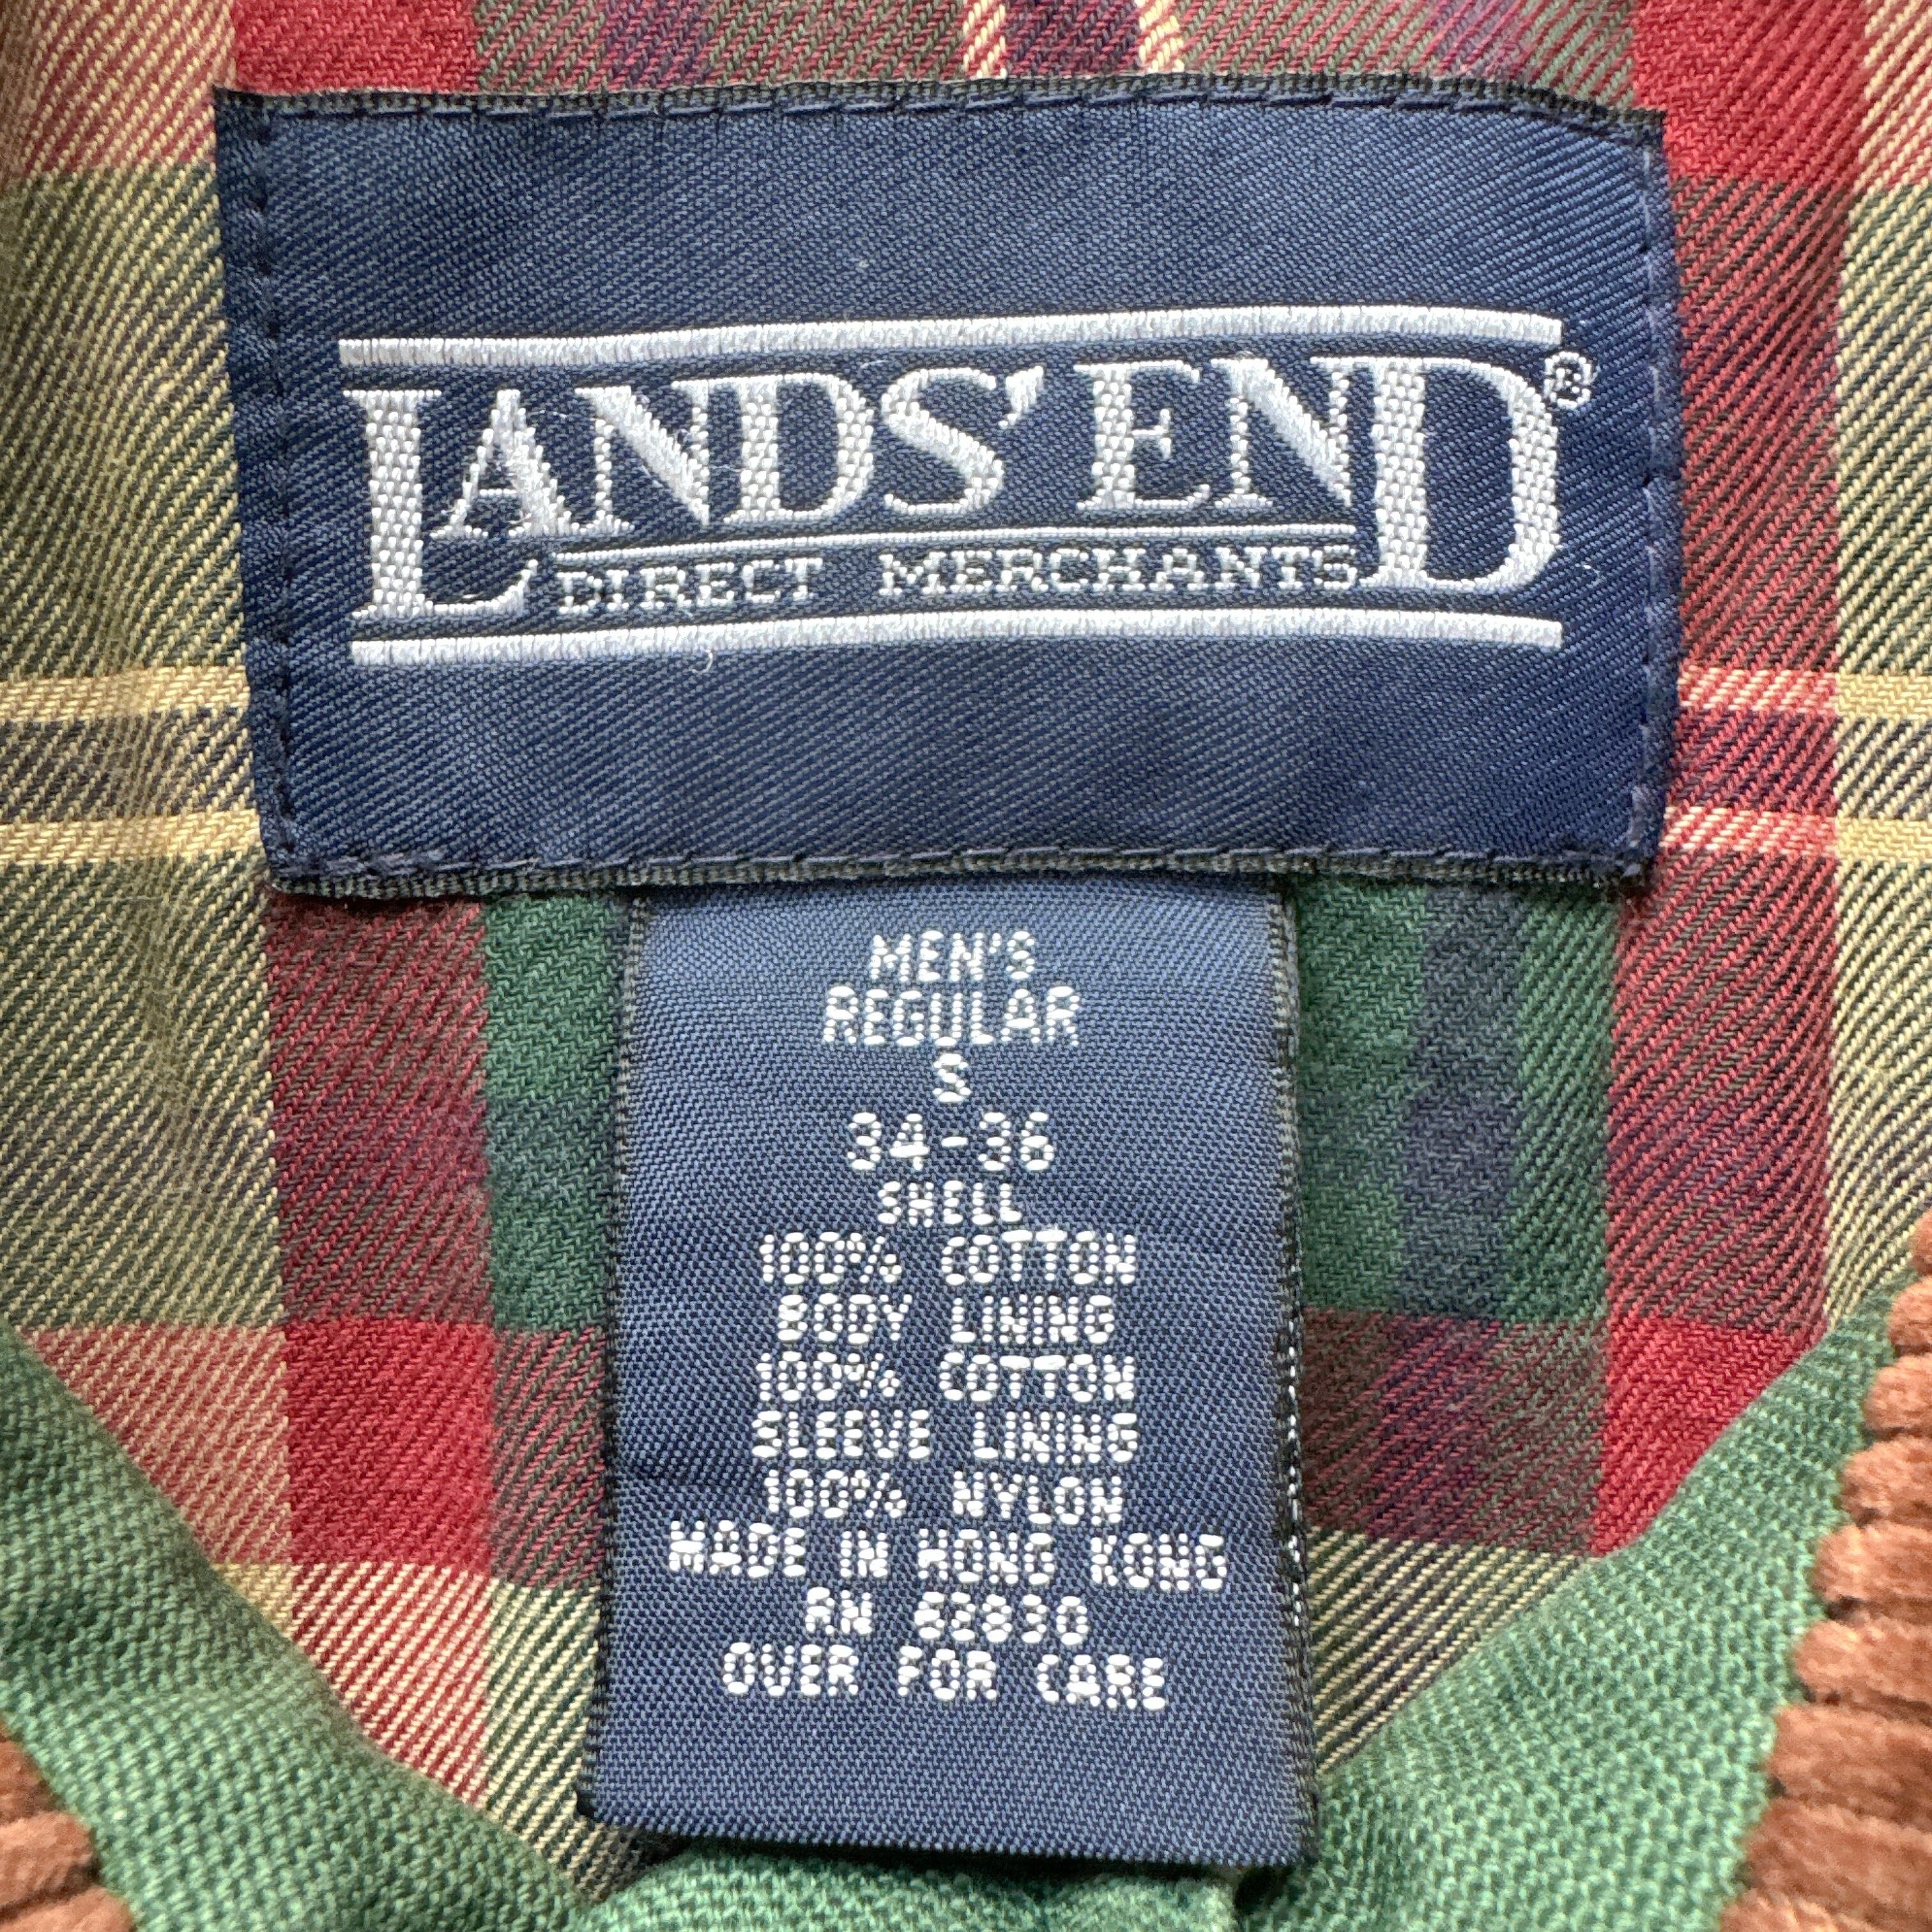 LANDS' END®
DIRECT MERCHANTS
MEN'S
REGULAR
S
34-36
SHELL
100% COTTON
BODY LINING
100% COTTON
SLEEVE LINING
100% NYLON
MADE IN HONG KONG
RN 62830
OVER FOR CARE